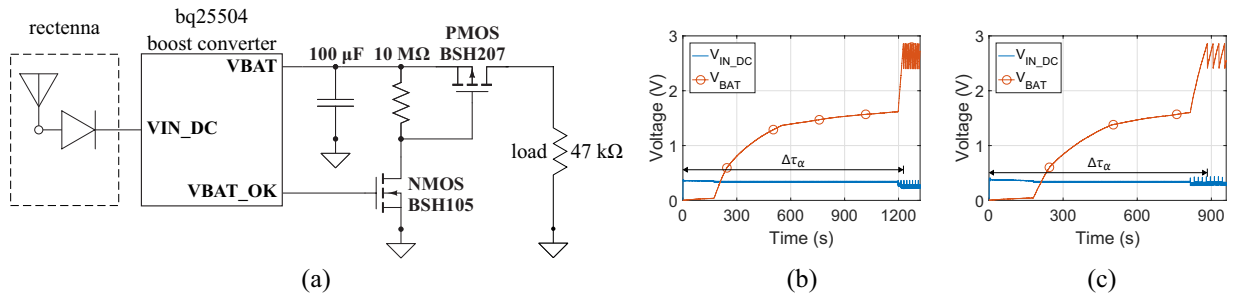 rectenna
bq25504
boost converter
VBAT
VIN_DC
VBAT_OK
100 µF
10 MΩ
PMOS
BSH207
NMOS
BSH105
load
47 kΩ
(a)
3
2
1
0
Voltage (V)
V_IN_DC
V_BAT
Δτ_α
0 300 600 900 1200
Time (s)
(b)
3
2
1
0
Voltage (V)
V_IN_DC
V_BAT
Δτ_α
0 300 600 900
Time (s)
(c)